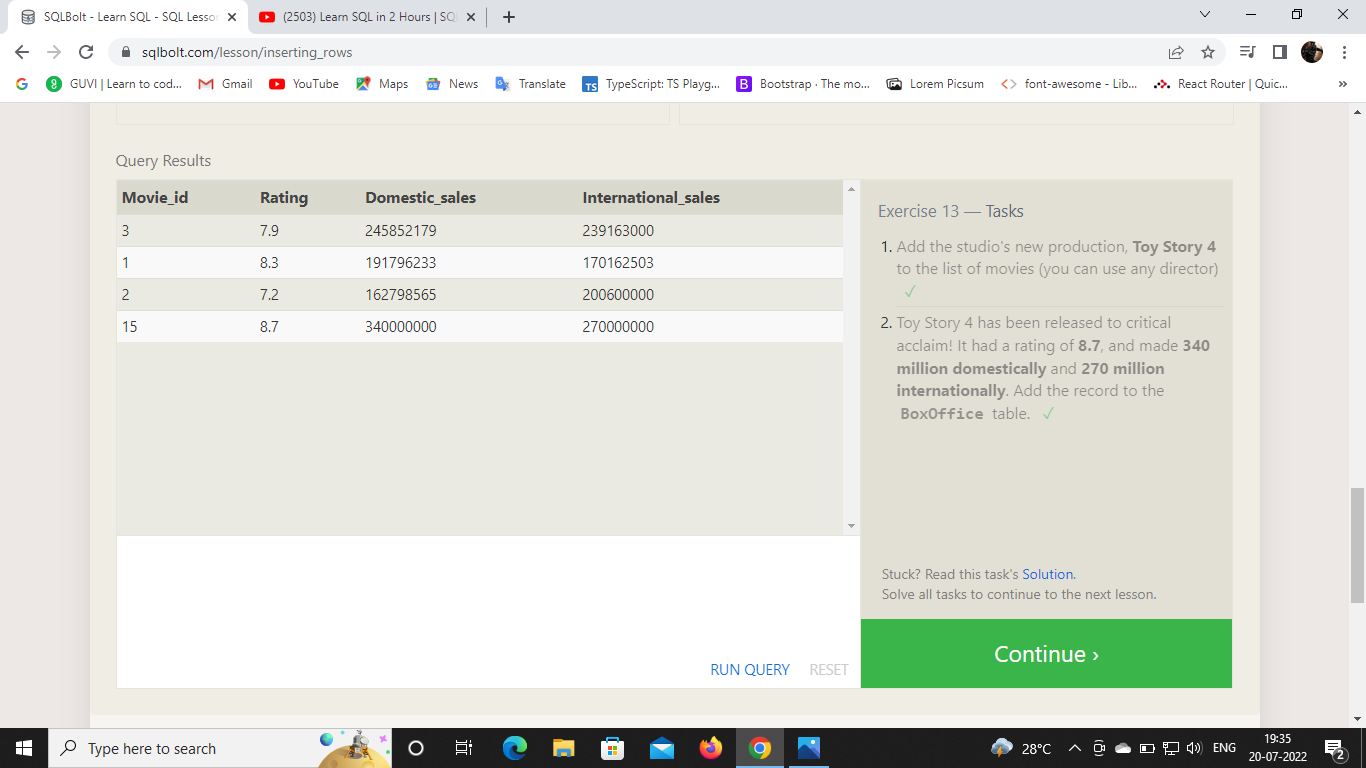 SQLBolt - Learn SQL - SQL Lesson
(2503) Learn SQL in 2 Hours | SQ
sqlbolt.com/lesson/inserting_rows
GUVI | Learn to cod...
Gmail
YouTube
Maps
News
Translate
TypeScript: TS Playg...
Bootstrap · The mo...
Lorem Picsum
font-awesome - Lib...
React Router | Quic...
»
Query Results
Movie_id Rating Domestic_sales International_sales
3 7.9 245852179 239163000
1 8.3 191796233 170162503
2 7.2 162798565 200600000
15 8.7 340000000 270000000
Exercise 13 — Tasks
1. Add the studio's new production, Toy Story 4
to the list of movies (you can use any director)
✓
2. Toy Story 4 has been released to critical
acclaim! It had a rating of 8.7, and made 340
million domestically and 270 million
internationally. Add the record to the
BoxOffice table. ✓
Stuck? Read this task's Solution.
Solve all tasks to continue to the next lesson.
RUN QUERY RESET
Continue ›
Type here to search
28°C
ENG
19:35
20-07-2022
2